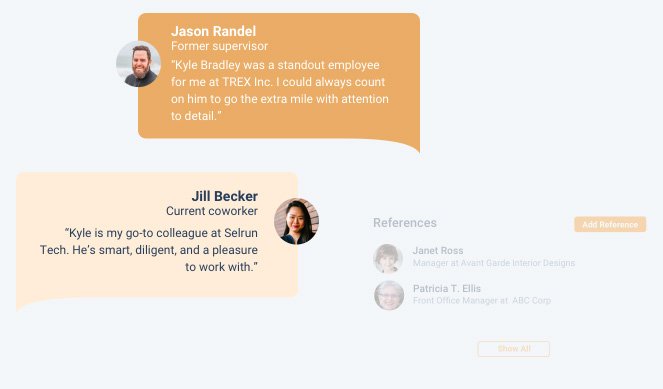 Jason Randel
Former supervisor
“Kyle Bradley was a standout employee
for me at TREX Inc. I could always count
on him to go the extra mile with attention
to detail.”
Jill Becker
Current coworker
“Kyle is my go-to colleague at Selrun
Tech. He’s smart, diligent, and a pleasure
to work with.”
References
Add Reference
Janet Ross
Manager at Avant Garde Interior Designs
Patricia T. Ellis
Front Office Manager at ABC Corp
Show All